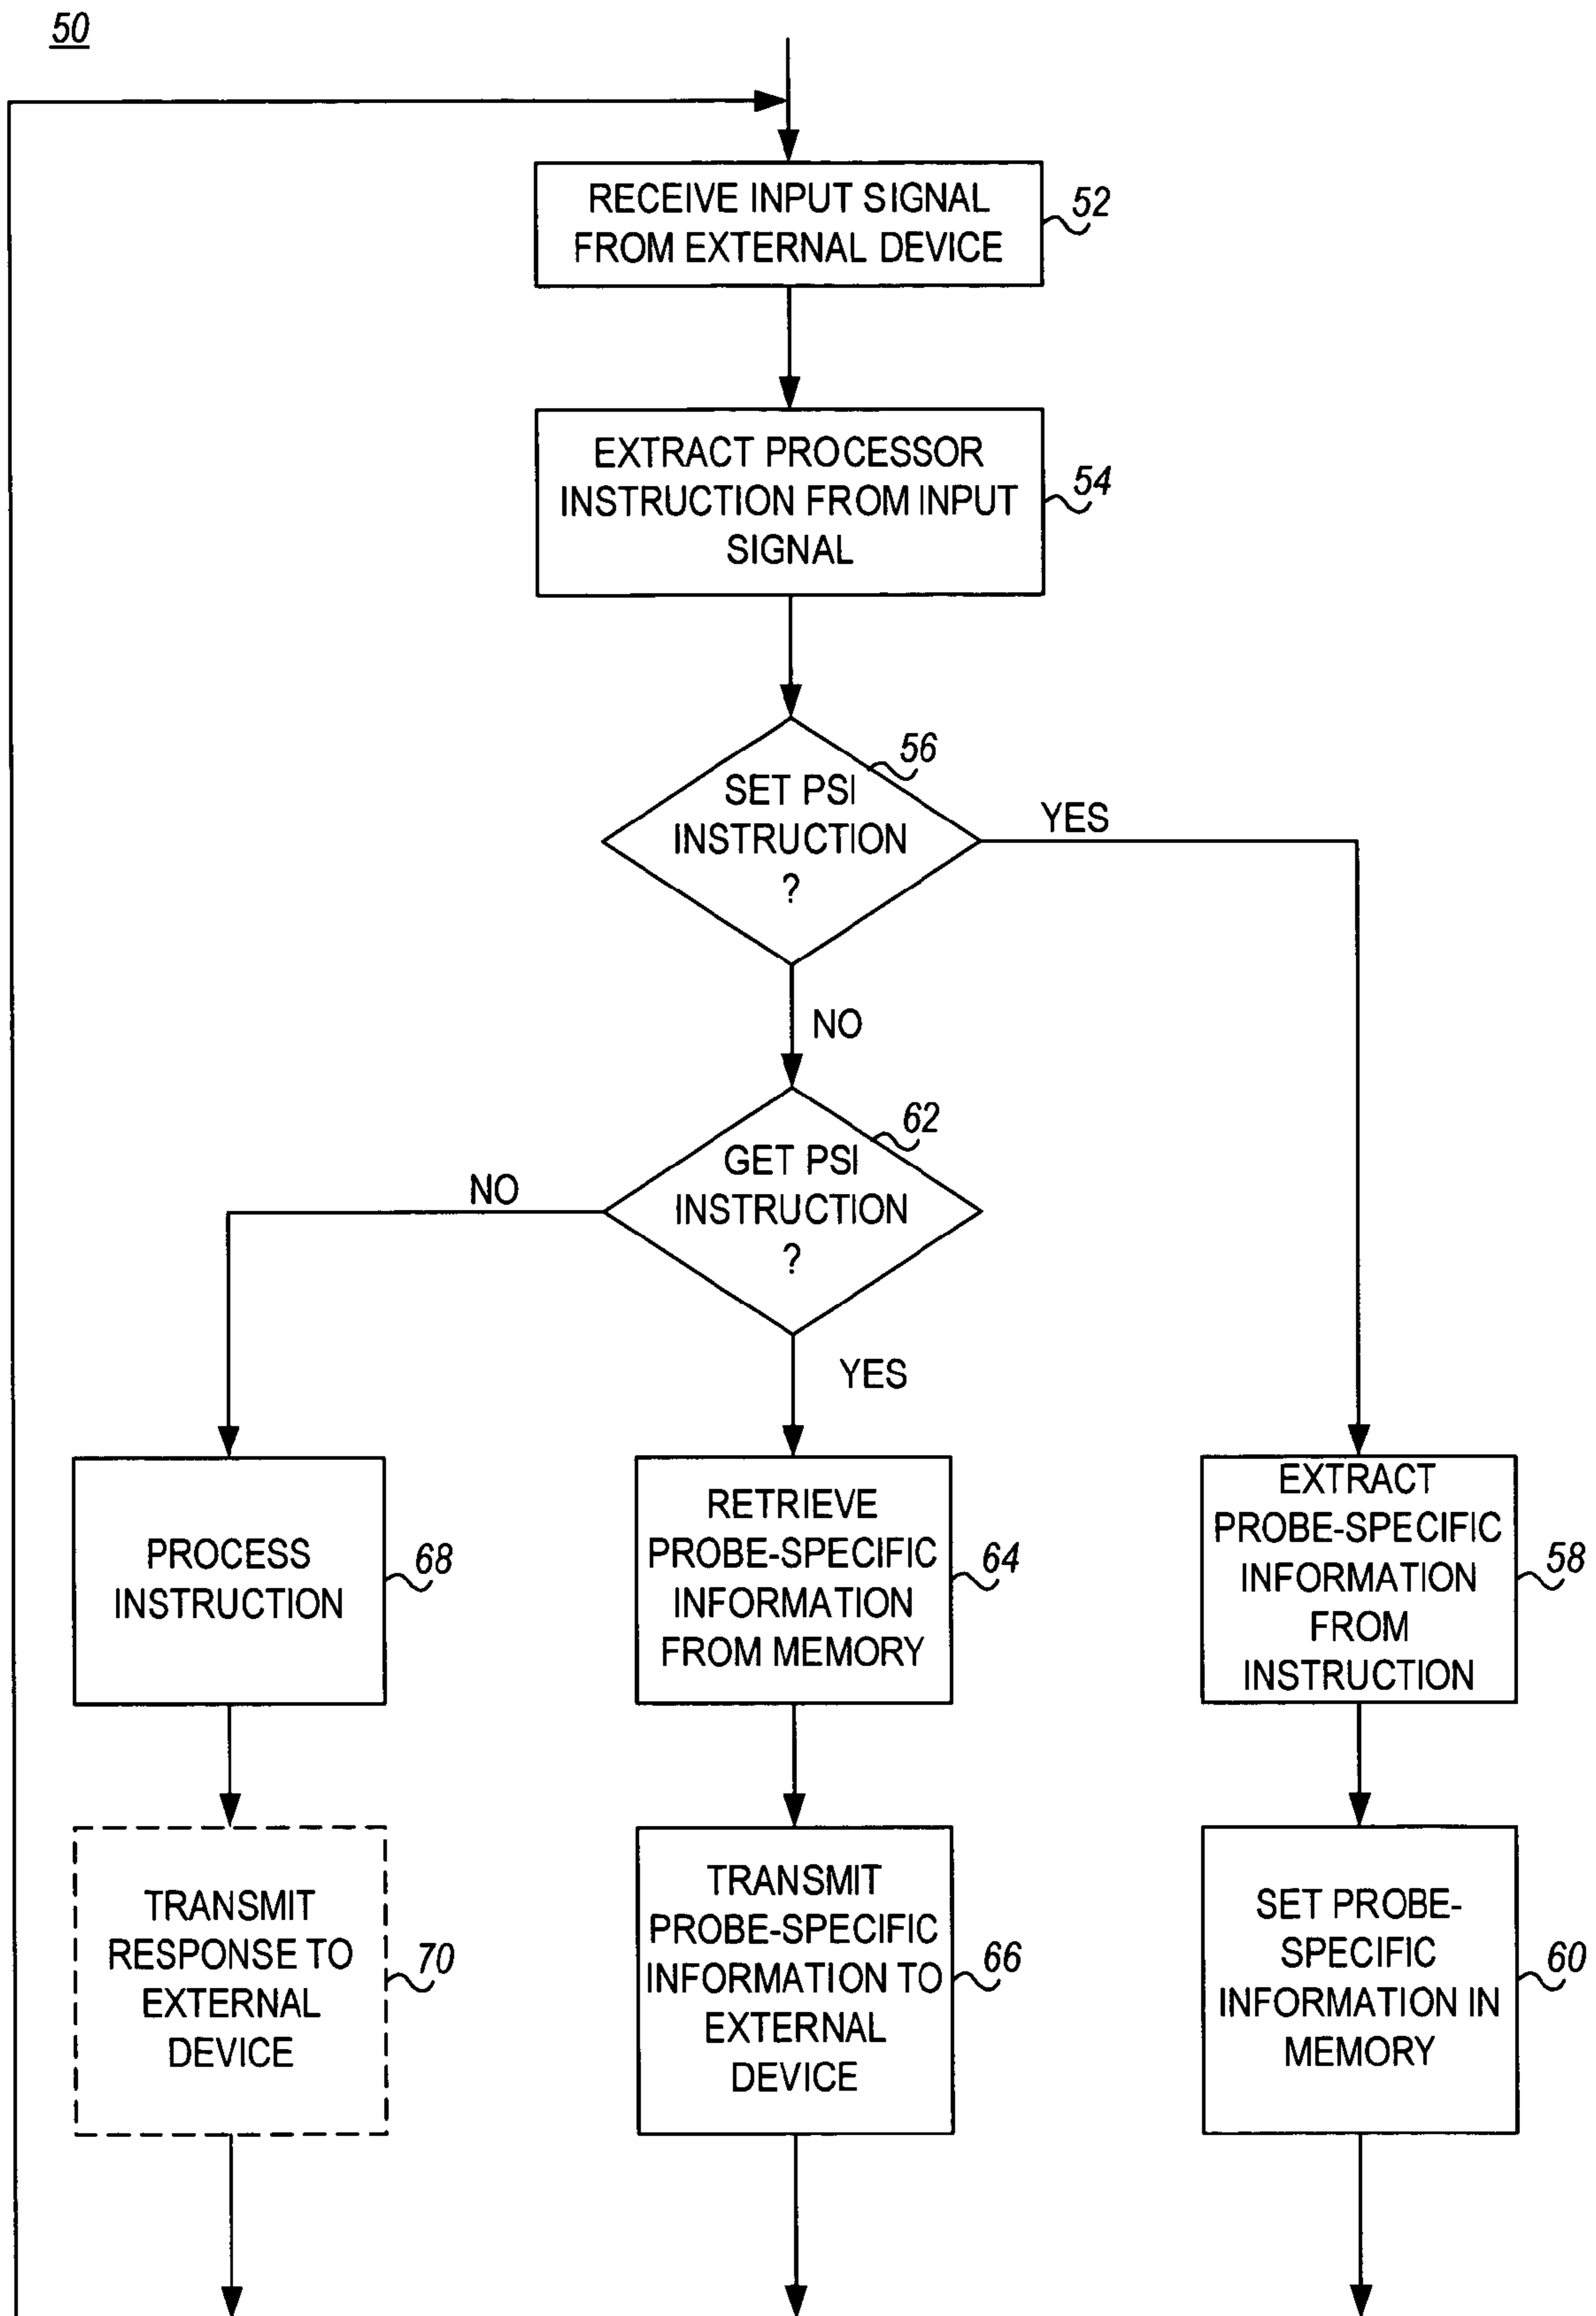 50
RECEIVE INPUT SIGNAL
FROM EXTERNAL DEVICE
52
EXTRACT PROCESSOR
INSTRUCTION FROM INPUT
SIGNAL
54
SET PSI
INSTRUCTION
?
56
YES
NO
GET PSI
INSTRUCTION
?
62
NO
YES
PROCESS
INSTRUCTION
68
RETRIEVE
PROBE-SPECIFIC
INFORMATION
FROM MEMORY
64
EXTRACT
PROBE-SPECIFIC
INFORMATION
FROM
INSTRUCTION
58
TRANSMIT
RESPONSE TO
EXTERNAL
DEVICE
70
TRANSMIT
PROBE-SPECIFIC
INFORMATION TO
EXTERNAL
DEVICE
66
SET PROBE-
SPECIFIC
INFORMATION IN
MEMORY
60